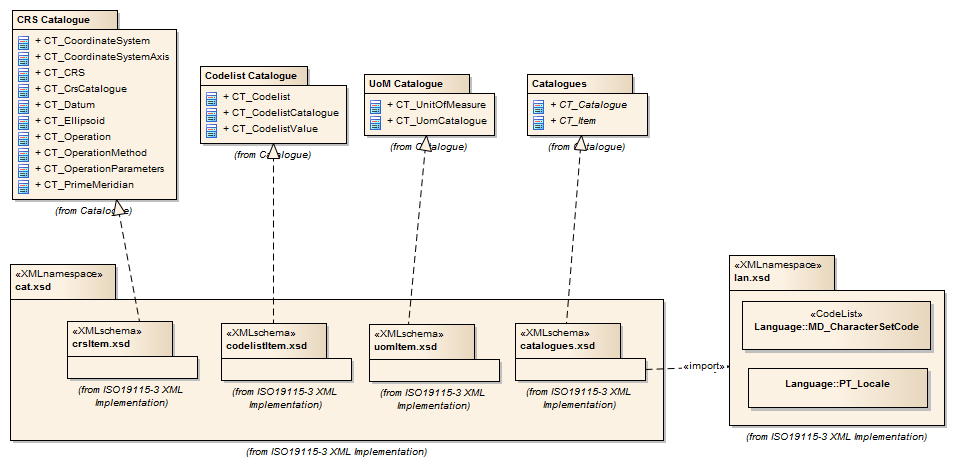 CRS Catalogue
+ CT_CoordinateSystem
+ CT_CoordinateSystemAxis
+ CT_CRS
+ CT_CrsCatalogue
+ CT_Datum
+ CT_Ellipsoid
+ CT_Operation
+ CT_OperationMethod
+ CT_OperationParameters
+ CT_PrimeMeridian
(from Catalogue)
Codelist Catalogue
+ CT_Codelist
+ CT_CodelistCatalogue
+ CT_CodelistValue
(from Catalogue)
UoM Catalogue
+ CT_UnitOfMeasure
+ CT_UomCatalogue
(from Catalogue)
Catalogues
+ CT_Catalogue
+ CT_Item
(from Catalogue)
«XMLnamespace»
cat.xsd
«XMLschema»
crsItem.xsd
(from ISO19115-3 XML
Implementation)
«XMLschema»
codelistItem.xsd
(from ISO19115-3 XML
Implementation)
«XMLschema»
uomItem.xsd
(from ISO19115-3 XML
Implementation)
«XMLschema»
catalogues.xsd
(from ISO19115-3 XML
Implementation)
(from ISO19115-3 XML Implementation)
«import»
«XMLnamespace»
lan.xsd
«CodeList»
Language::MD_CharacterSetCode
Language::PT_Locale
(from ISO19115-3 XML Implementation)